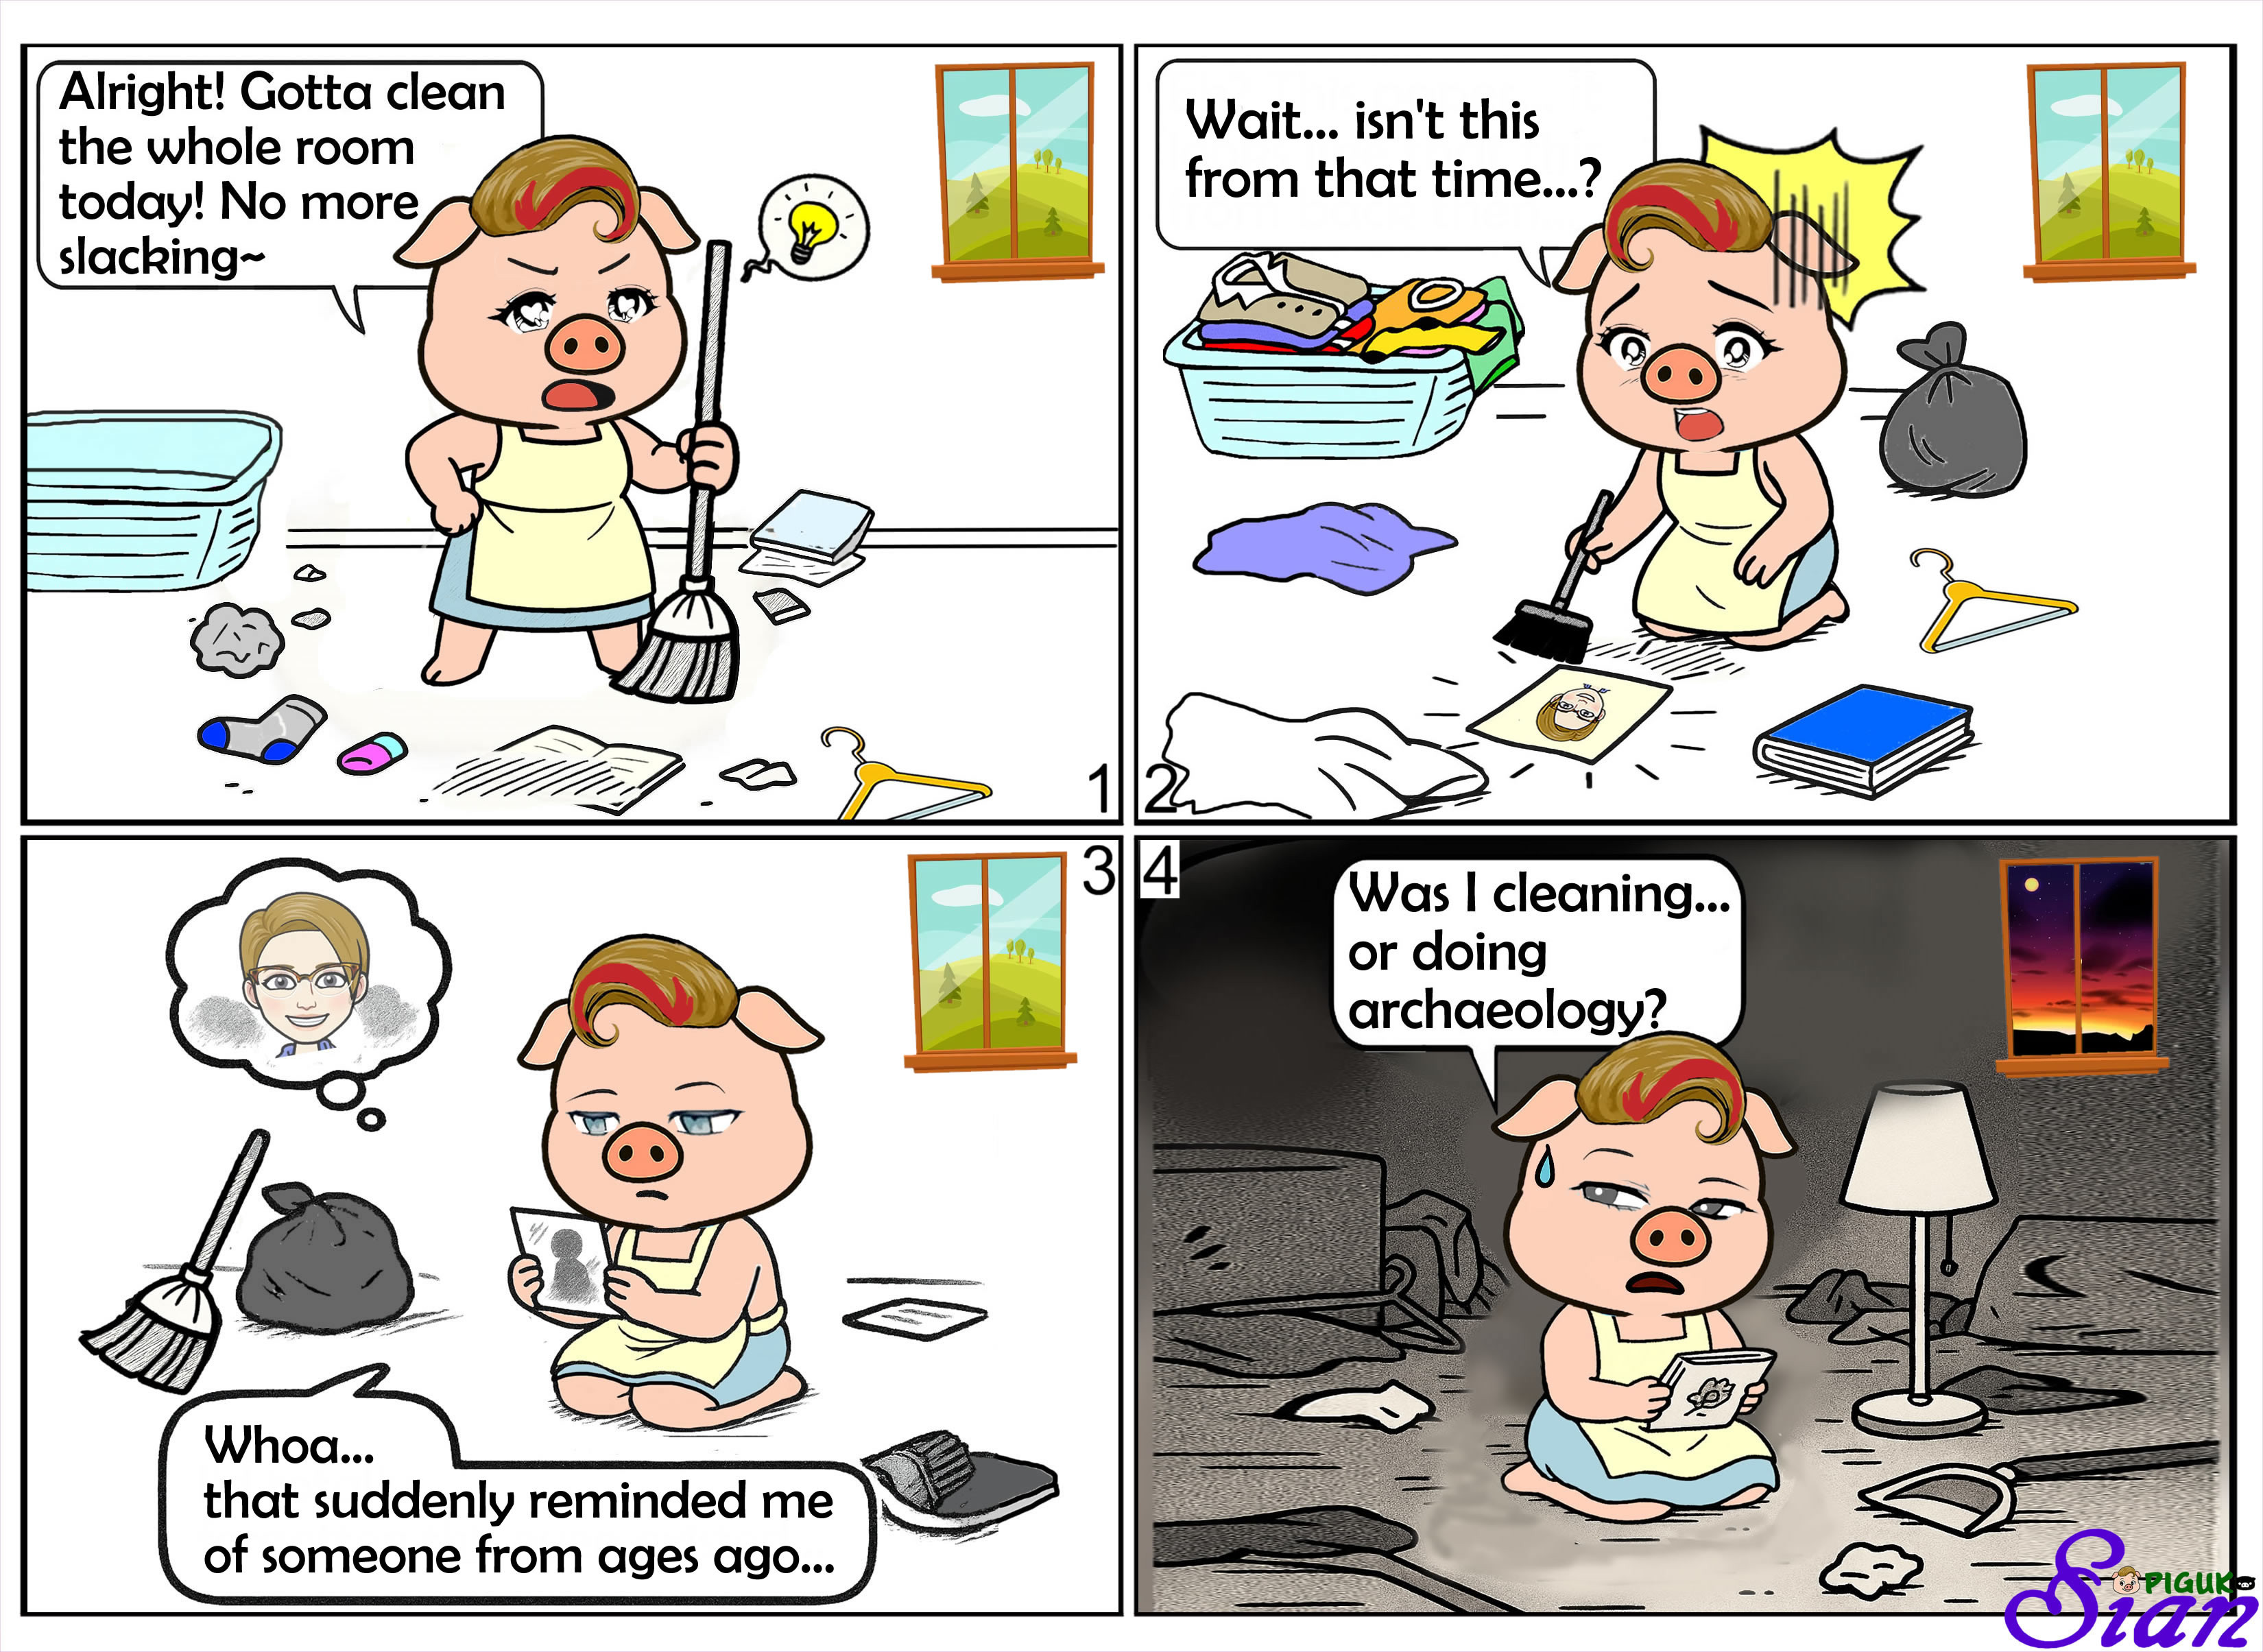 Alright! Gotta clean
the whole room
today! No more
slacking~
1
Wait... isn't this
from that time...?
2
3
Whoa...
that suddenly reminded me
of someone from ages ago...
4
Was I cleaning...
or doing
archaeology?
PIGUK
Sian